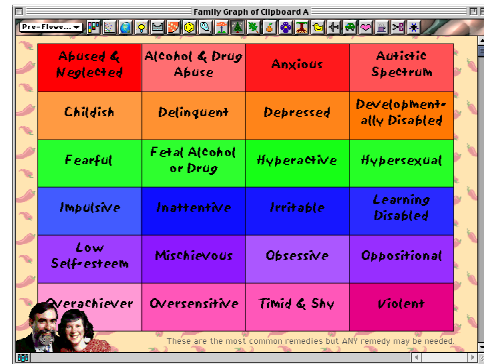 Family Graph of Clipboard A
Pre-Flowe...
Abused &
Neglected
Alcohol & Drug
Abuse
Anxious
Autistic
Spectrum
Childish
Delinquent
Depressed
Development-
ally Disabled
Fearful
Fetal Alcohol
or Drug
Hyperactive
Hypersexual
Impulsive
Inattentive
Irritable
Learning
Disabled
Low
Self-esteem
Mischievous
Obsessive
Oppositional
Overachiever
Oversensitive
Timid & Shy
Violent
These are the most common remedies but ANY remedy may be needed.